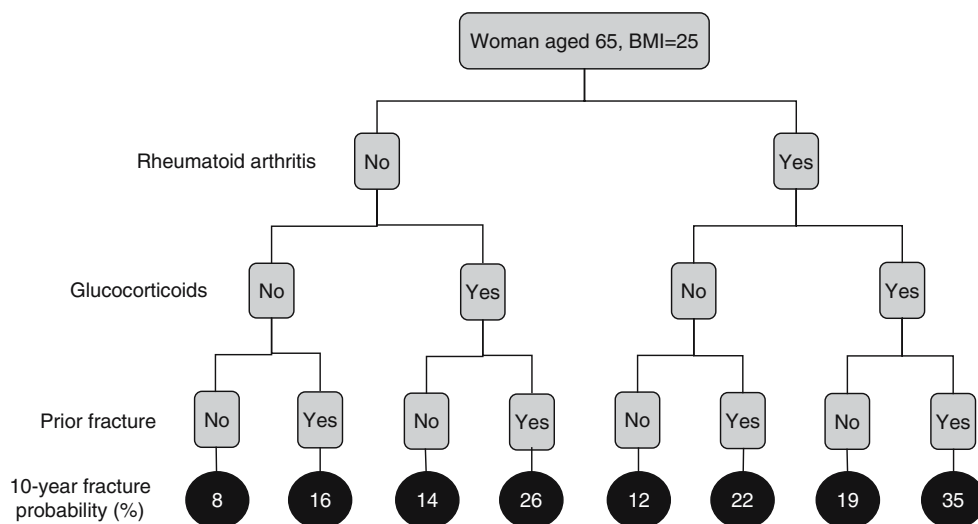 Woman aged 65, BMI=25
Rheumatoid arthritis No Yes
Glucocorticoids No Yes No Yes
Prior fracture No Yes No Yes No Yes No Yes
10-year fracture
probability (%)
8 16 14 26 12 22 19 35